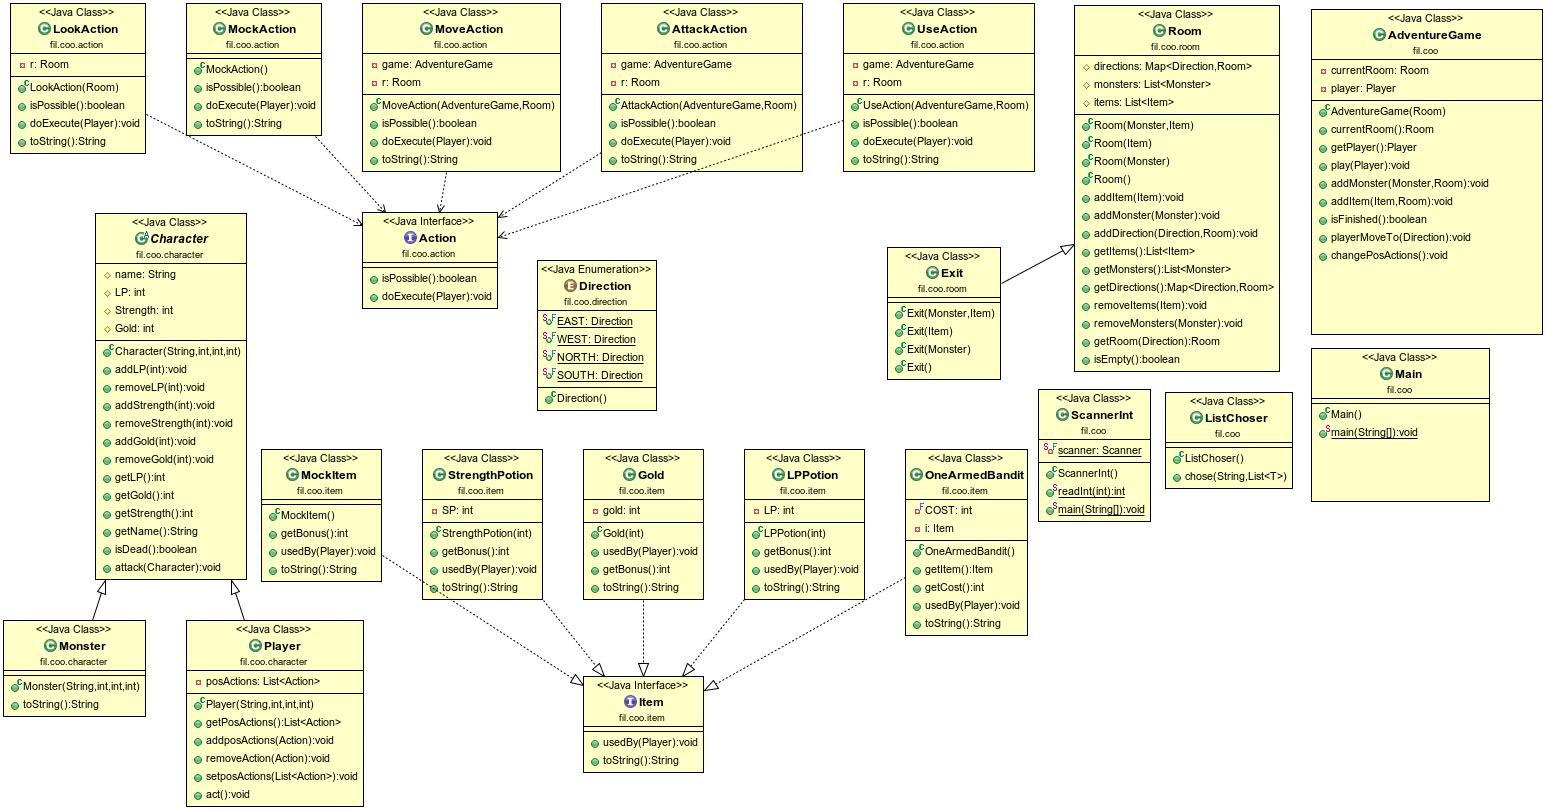 <<Java Class>>
LookAction
fil.coo.action
r: Room
LookAction(Room)
isPossible():boolean
doExecute(Player):void
toString():String
<<Java Class>>
MockAction
fil.coo.action
MockAction()
isPossible():boolean
doExecute(Player):void
toString():String
<<Java Class>>
MoveAction
fil.coo.action
game: AdventureGame
r: Room
MoveAction(AdventureGame,Room)
isPossible():boolean
doExecute(Player):void
toString():String
<<Java Class>>
AttackAction
fil.coo.action
game: AdventureGame
r: Room
AttackAction(AdventureGame,Room)
isPossible():boolean
doExecute(Player):void
toString():String
<<Java Class>>
UseAction
fil.coo.action
game: AdventureGame
r: Room
UseAction(AdventureGame,Room)
isPossible():boolean
doExecute(Player):void
toString():String
<<Java Class>>
Room
fil.coo.room
directions: Map<Direction,Room>
monsters: List<Monster>
items: List<Item>
Room(Monster,Item)
Room(Item)
Room(Monster)
Room()
addItem(Item):void
addMonster(Monster):void
addDirection(Direction,Room):void
getItems():List<Item>
getMonsters():List<Monster>
getDirections():Map<Direction,Room>
removeItems(Item):void
removeMonsters(Monster):void
getRoom(Direction):Room
isEmpty():boolean
<<Java Class>>
AdventureGame
fil.coo
currentRoom: Room
player: Player
AdventureGame(Room)
currentRoom():Room
getPlayer():Player
play(Player):void
addMonster(Monster,Room):void
addItem(Item,Room):void
isFinished():boolean
playerMoveTo(Direction):void
changePosActions():void
<<Java Class>>
Character
fil.coo.character
name: String
LP: int
Strength: int
Gold: int
Character(String,int,int,int)
addLP(int):void
removeLP(int):void
addStrength(int):void
removeStrength(int):void
addGold(int):void
removeGold(int):void
getLP():int
getGold():int
getStrength():int
getName():String
isDead():boolean
attack(Character):void
<<Java Interface>>
Action
fil.coo.action
isPossible():boolean
doExecute(Player):void
<<Java Enumeration>>
Direction
fil.coo.direction
EAST: Direction
WEST: Direction
NORTH: Direction
SOUTH: Direction
Direction()
<<Java Class>>
Exit
fil.coo.room
Exit(Monster,Item)
Exit(Item)
Exit(Monster)
Exit()
<<Java Class>>
Main
fil.coo
Main()
main(String[]):void
<<Java Class>>
ScannerInt
fil.coo
scanner: Scanner
ScannerInt()
readInt(int):int
main(String[]):void
<<Java Class>>
ListChoser
fil.coo
ListChoser()
chose(String,List<T>)
<<Java Class>>
MockItem
fil.coo.item
MockItem()
getBonus():int
usedBy(Player):void
toString():String
<<Java Class>>
StrengthPotion
fil.coo.item
SP: int
StrengthPotion(int)
getBonus():int
usedBy(Player):void
toString():String
<<Java Class>>
Gold
fil.coo.item
gold: int
Gold(int)
usedBy(Player):void
getBonus():int
toString():String
<<Java Class>>
LPPotion
fil.coo.item
LP: int
LPPotion(int)
getBonus():int
usedBy(Player):void
toString():String
<<Java Class>>
OneArmedBandit
fil.coo.item
COST: int
i: Item
OneArmedBandit()
getItem():Item
getCost():int
usedBy(Player):void
toString():String
<<Java Class>>
Monster
fil.coo.character
Monster(String,int,int,int)
toString():String
<<Java Class>>
Player
fil.coo.character
posActions: List<Action>
Player(String,int,int,int)
getPosActions():List<Action>
addposActions(Action):void
removeAction(Action):void
setposActions(List<Action>):void
act():void
<<Java Interface>>
Item
fil.coo.item
usedBy(Player):void
toString():String